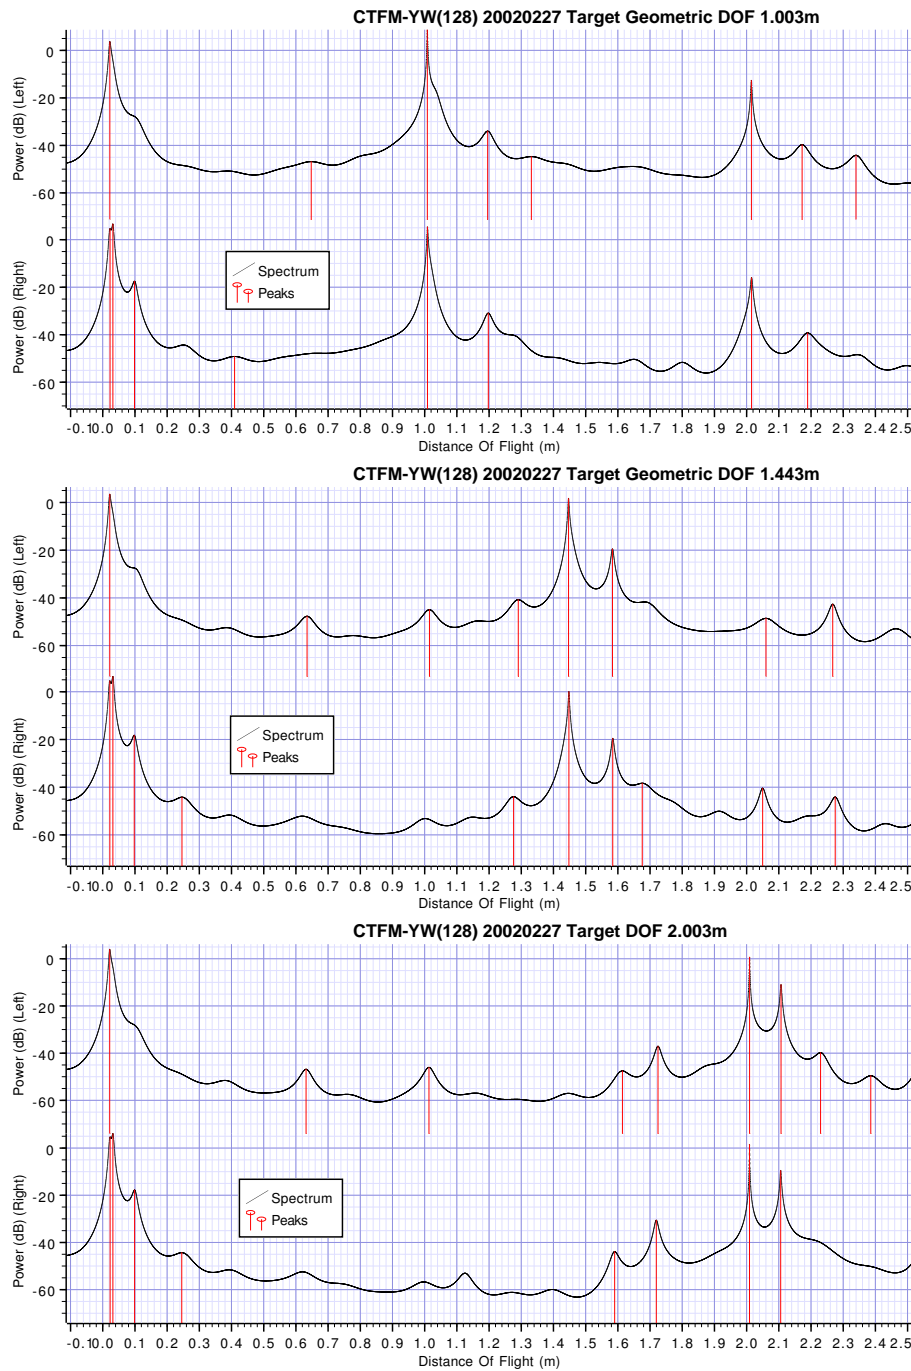 CTFM-YW(128) 20020227 Target Geometric DOF 1.003m
Power (dB) (Left)
0
-20
-40
-60
Power (dB) (Right)
0
-20
-40
-60
Spectrum
Peaks
-0.10.0 0.1 0.2 0.3 0.4 0.5 0.6 0.7 0.8 0.9 1.0 1.1 1.2 1.3 1.4 1.5 1.6 1.7 1.8 1.9 2.0 2.1 2.2 2.3 2.4 2.5
Distance Of Flight (m)
CTFM-YW(128) 20020227 Target Geometric DOF 1.443m
Power (dB) (Left)
0
-20
-40
-60
Power (dB) (Right)
0
-20
-40
-60
Spectrum
Peaks
-0.10.0 0.1 0.2 0.3 0.4 0.5 0.6 0.7 0.8 0.9 1.0 1.1 1.2 1.3 1.4 1.5 1.6 1.7 1.8 1.9 2.0 2.1 2.2 2.3 2.4 2.5
Distance Of Flight (m)
CTFM-YW(128) 20020227 Target DOF 2.003m
Power (dB) (Left)
0
-20
-40
-60
Power (dB) (Right)
0
-20
-40
-60
Spectrum
Peaks
-0.10.0 0.1 0.2 0.3 0.4 0.5 0.6 0.7 0.8 0.9 1.0 1.1 1.2 1.3 1.4 1.5 1.6 1.7 1.8 1.9 2.0 2.1 2.2 2.3 2.4 2.5
Distance Of Flight (m)